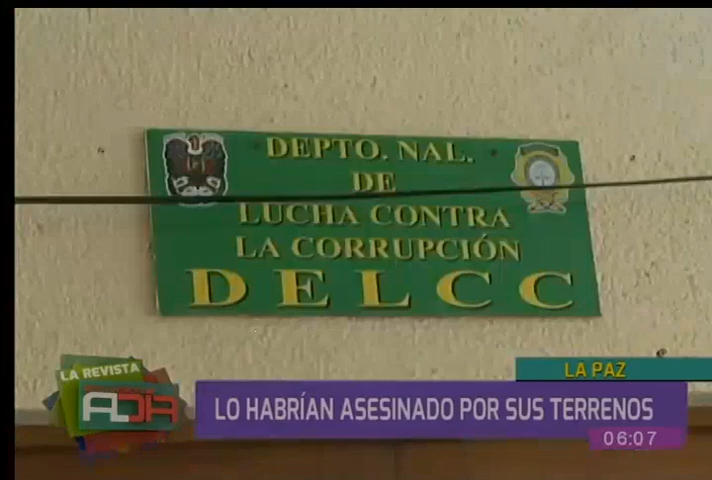 DEPTO. NAL.
DE
LUCHA CONTRA
LA CORRUPCIÓN
DELCC
LA REVISTA
LA PAZ
LO HABRÍAN ASESINADO POR SUS TERRENOS
06:07